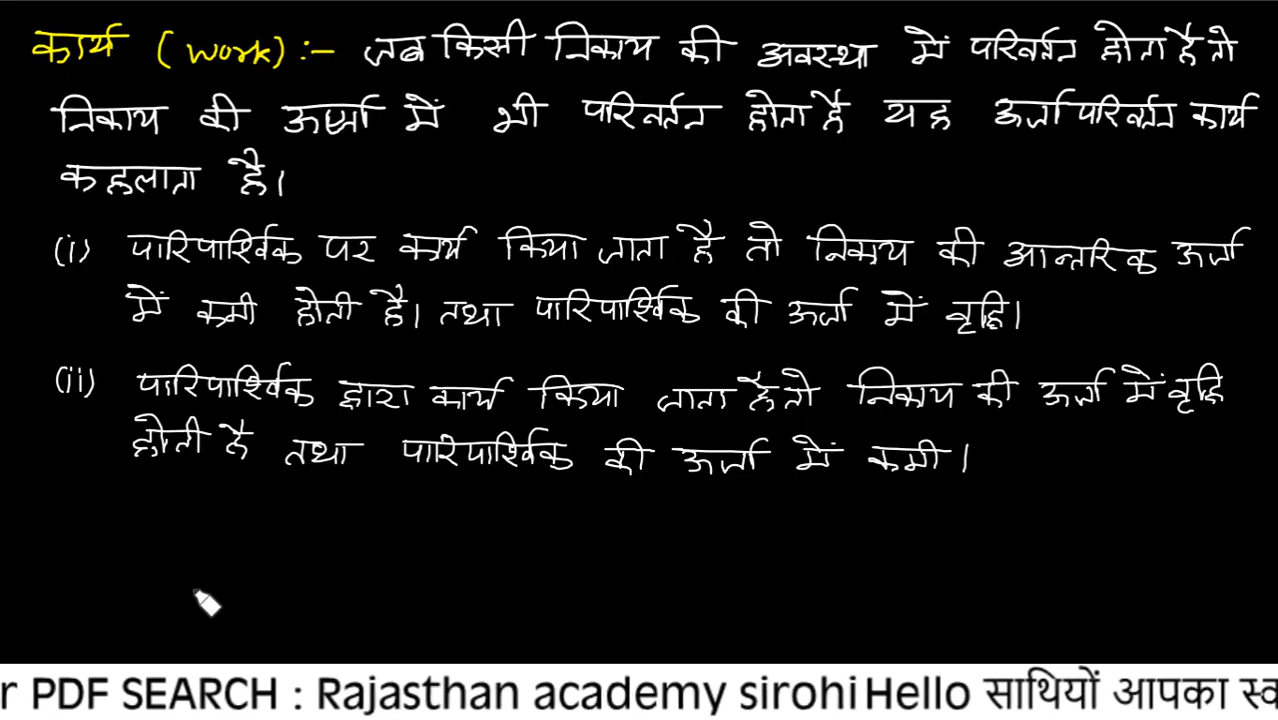 कार्य (work) :- जब किसी निकाय की अवस्था में परिवर्तन होता है तो
निकाय की ऊर्जा में भी परिवर्तन होता है यह ऊर्जा परिवर्तन कार्य
कहलाता है।
(i) पारिपार्श्विक पर कार्य किया जाता है तो निकाय की आन्तरिक ऊर्जा
में कमी होती है। तथा पारिपार्श्विक की ऊर्जा में वृद्धि।
(ii) पारिपार्श्विक द्वारा कार्य किया जाता है तो निकाय की ऊर्जा में वृद्धि
होती है तथा पारिपार्श्विक की ऊर्जा में कमी।
r PDF SEARCH : Rajasthan academy sirohi Hello साथियों आपका स्व